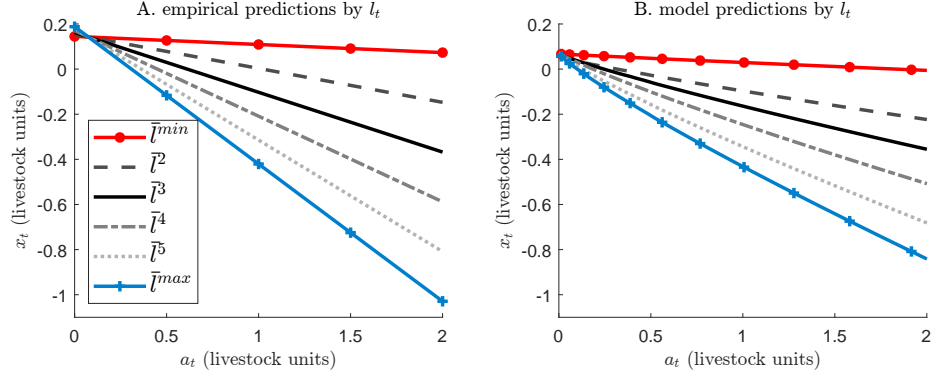 A. empirical predictions by l_t
0.2
0
-0.2
-0.4
-0.6
-0.8
-1
x_t (livestock units)
l̄^{min}
l̄^2
l̄^3
l̄^4
l̄^5
l̄^{max}
0 0.5 1 1.5 2
a_t (livestock units)
B. model predictions by l_t
0.2
0
-0.2
-0.4
-0.6
-0.8
-1
x_t (livestock units)
0 0.5 1 1.5 2
a_t (livestock units)